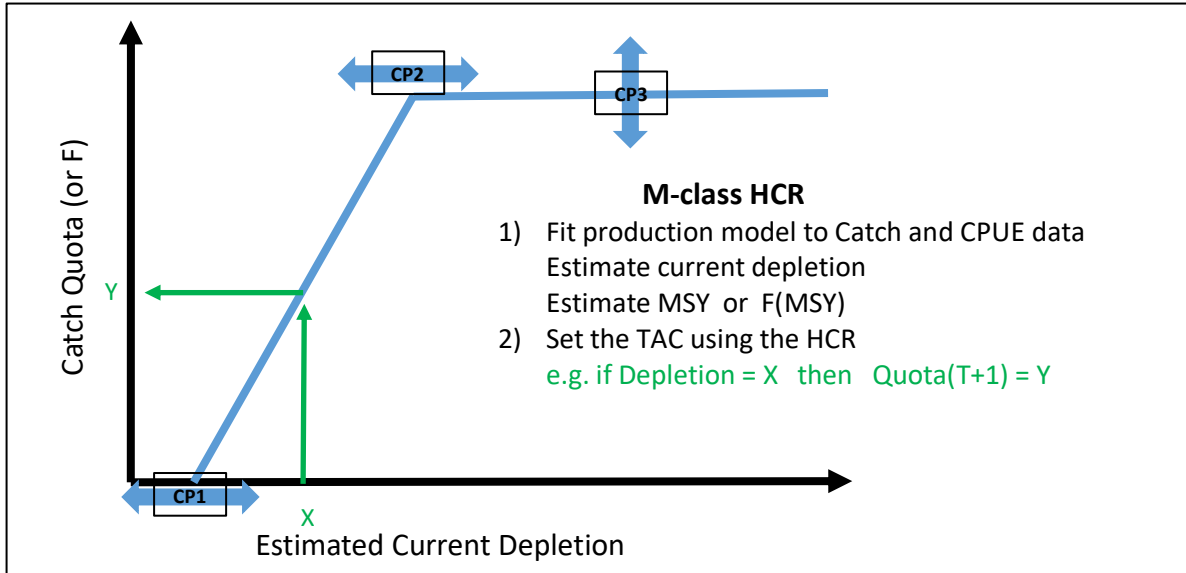 CP2
CP3
Catch Quota (or F)
M-class HCR
1) Fit production model to Catch and CPUE data
Estimate current depletion
Estimate MSY or F(MSY)
2) Set the TAC using the HCR
e.g. if Depletion = X then Quota(T+1) = Y
Y
CP1
X
Estimated Current Depletion